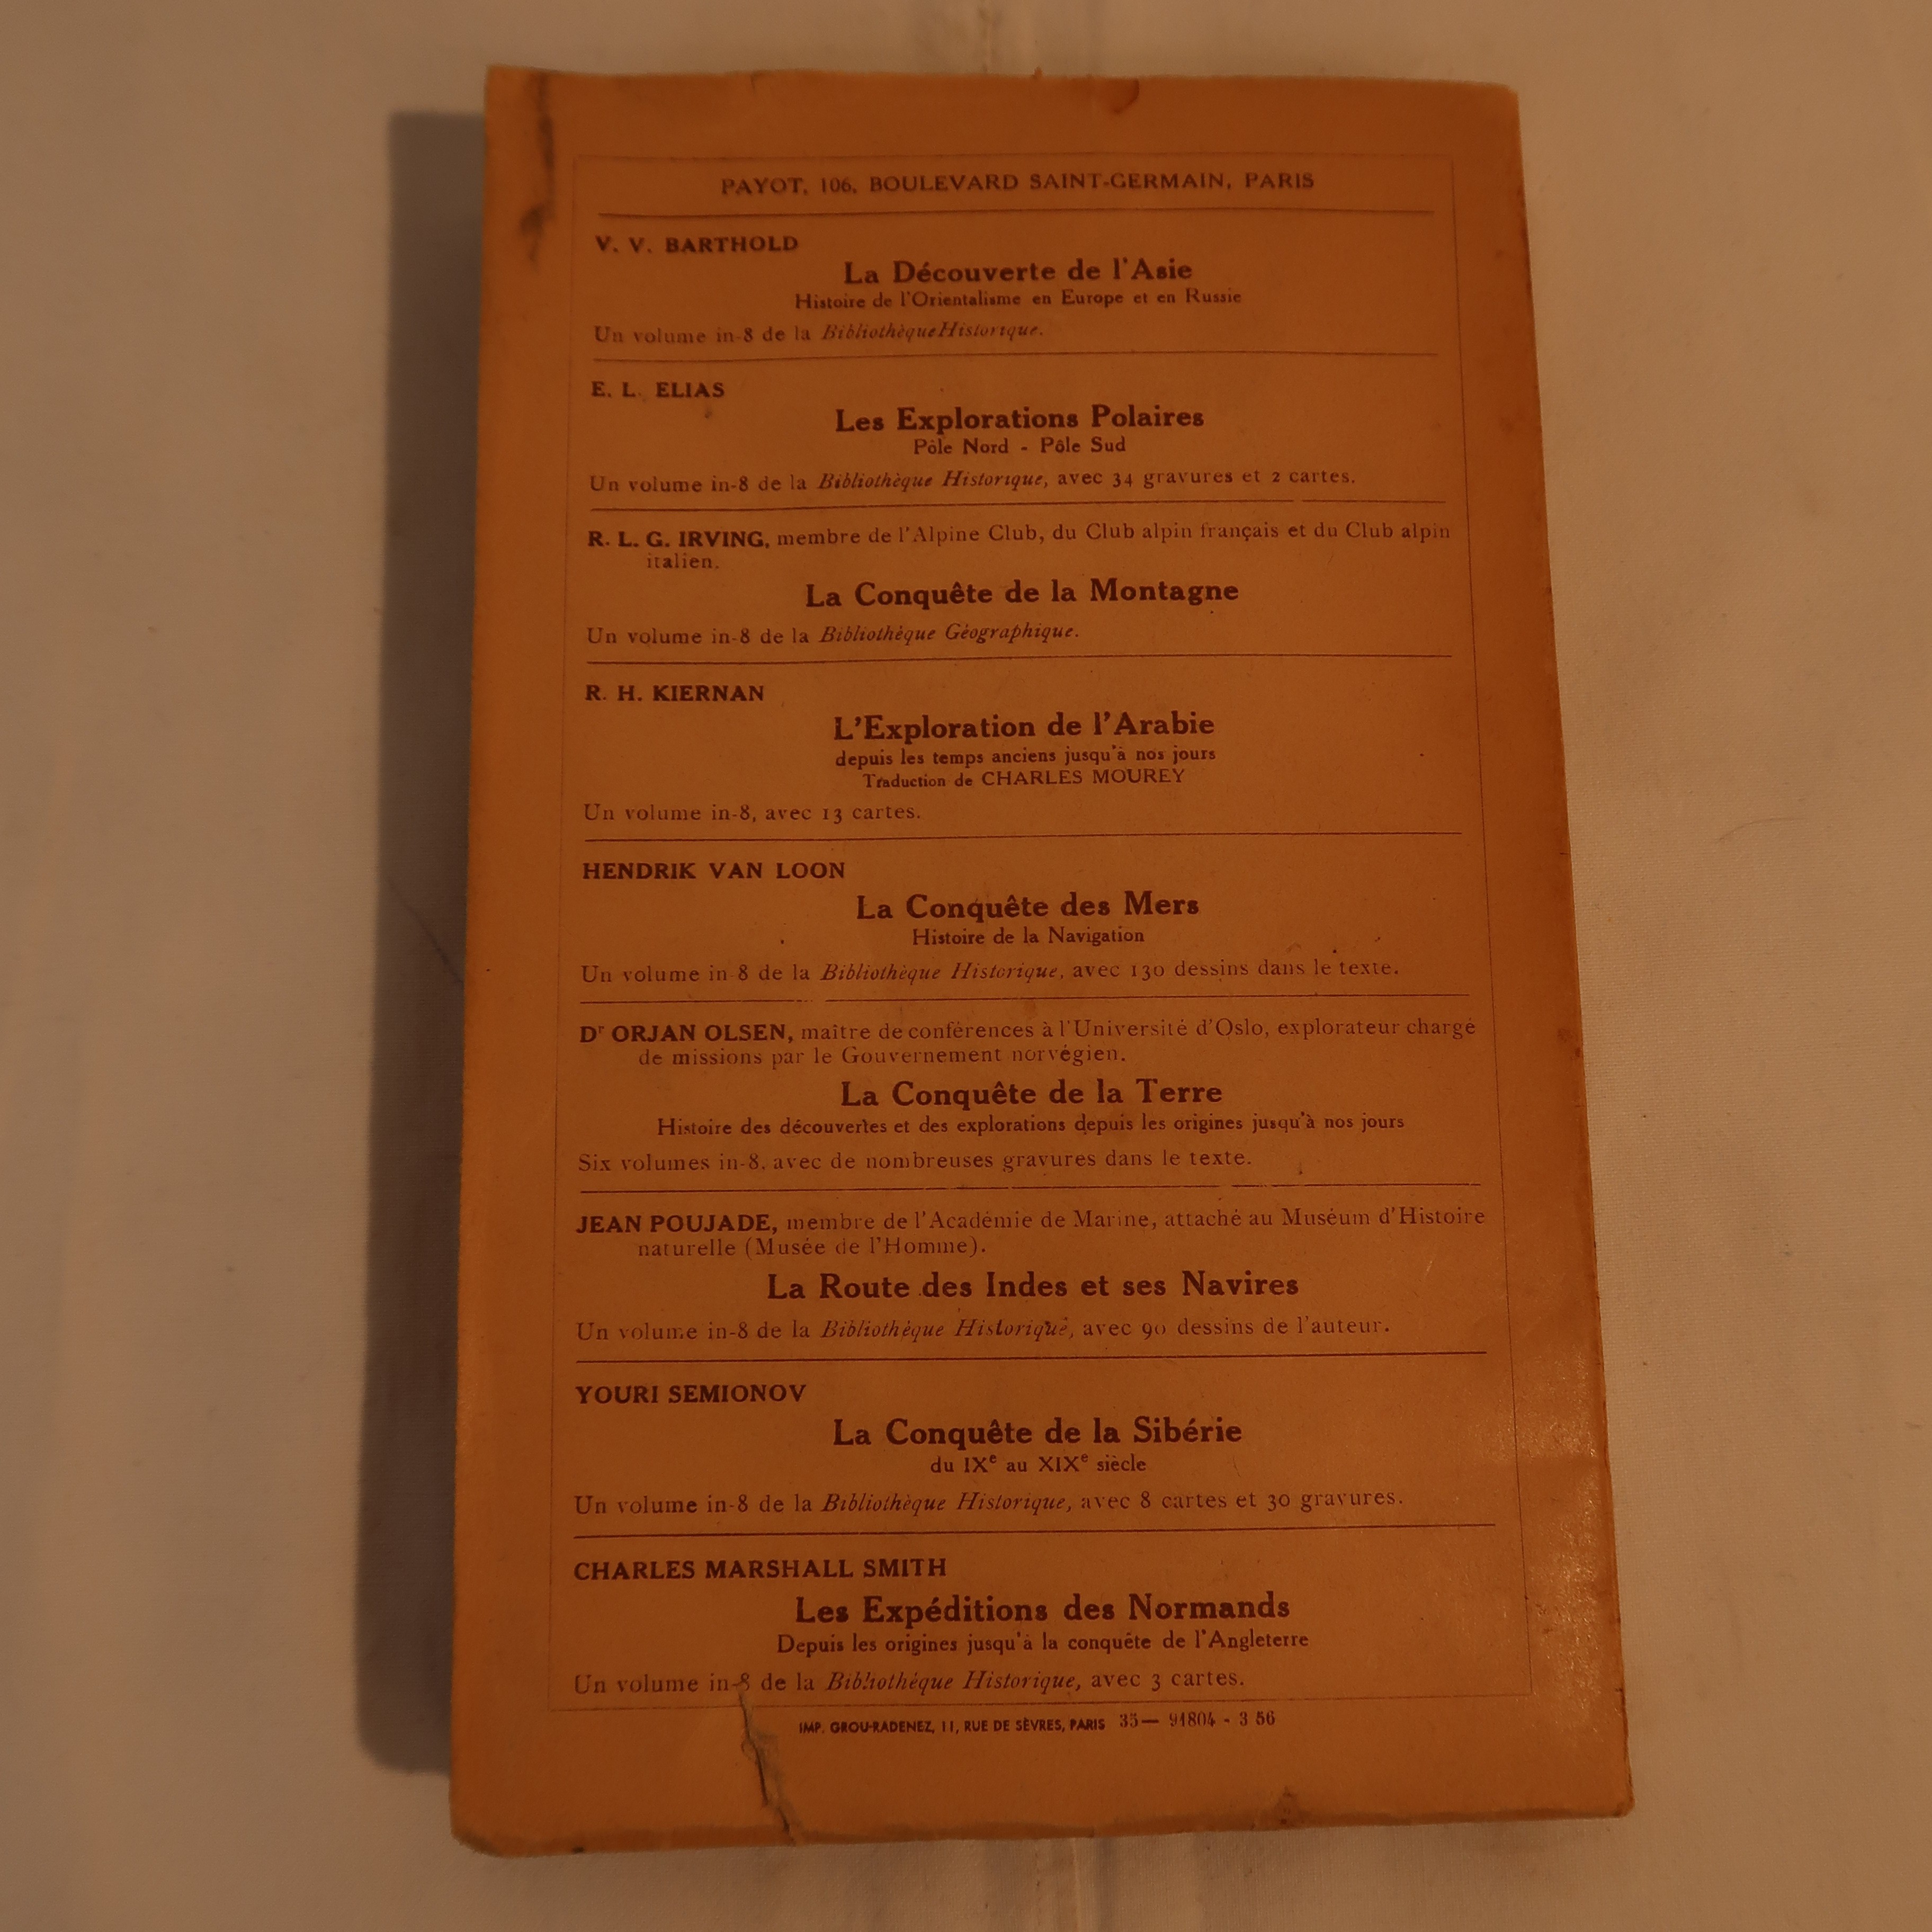 PAYOT, 106, BOULEVARD SAINT-GERMAIN, PARIS
V. V. BARTHOLD
La Découverte de l'Asie
Histoire de l'Orientalisme en Europe et en Russie
Un volume in-8 de la Bibliothèque Historique.
E. L. ELIAS
Les Explorations Polaires
Pôle Nord - Pôle Sud
Un volume in-8 de la Bibliothèque Historique, avec 34 gravures et 2 cartes.
R. L. G. IRVING, membre de l'Alpine Club, du Club alpin français et du Club alpin
italien.
La Conquête de la Montagne
Un volume in-8 de la Bibliothèque Géographique.
R. H. KIERNAN
L'Exploration de l'Arabie
depuis les temps anciens jusqu'à nos jours
Traduction de CHARLES MOUREY
Un volume in-8, avec 13 cartes.
HENDRIK VAN LOON
La Conquête des Mers
Histoire de la Navigation
Un volume in-8 de la Bibliothèque Historique, avec 130 dessins dans le texte.
Dr ORJAN OLSEN, maître de conférences à l'Université d'Oslo, explorateur chargé
de missions par le Gouvernement norvégien.
La Conquête de la Terre
Histoire des découvertes et des explorations depuis les origines jusqu'à nos jours
Six volumes in-8, avec de nombreuses gravures dans le texte.
JEAN POUJADE, membre de l'Académie de Marine, attaché au Muséum d'Histoire
naturelle (Musée de l'Homme).
La Route des Indes et ses Navires
Un volume in-8 de la Bibliothèque Historique, avec 90 dessins de l'auteur.
YOURI SEMIONOV
La Conquête de la Sibérie
du IXe au XIXe siècle
Un volume in-8 de la Bibliothèque Historique, avec 8 cartes et 30 gravures.
CHARLES MARSHALL SMITH
Les Expéditions des Normands
Depuis les origines jusqu'à la conquête de l'Angleterre
Un volume in-8 de la Bibliothèque Historique, avec 3 cartes.
IMP. GROU-RADENEZ, 11, RUE DE SÈVRES, PARIS 35— 91804 - 3 56